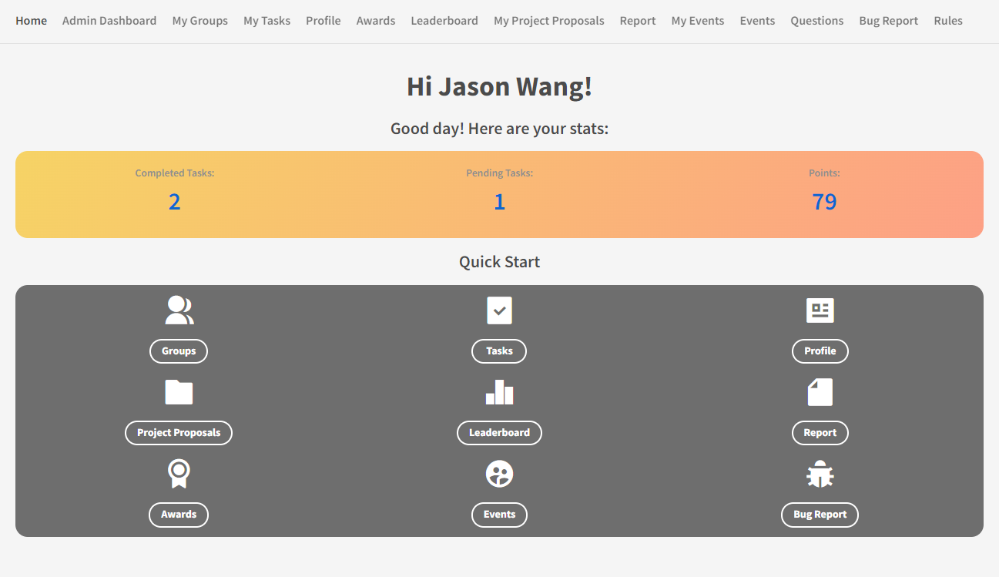 Home Admin Dashboard My Groups My Tasks Profile Awards Leaderboard My Project Proposals Report My Events Events Questions Bug Report Rules
Hi Jason Wang!
Good day! Here are your stats:
Completed Tasks: Pending Tasks: Points:
2 1 79
Quick Start
Groups Tasks Profile
Project Proposals Leaderboard Report
Awards Events Bug Report